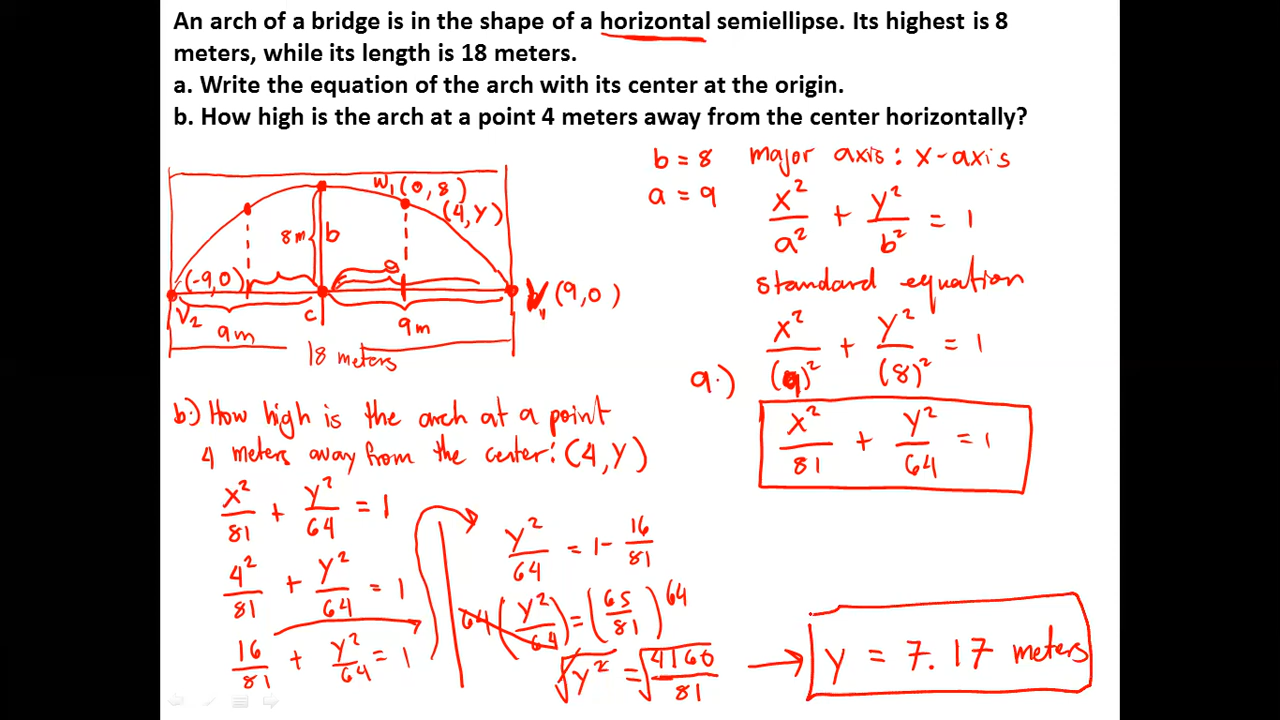 An arch of a bridge is in the shape of a horizontal semiellipse. Its highest is 8
meters, while its length is 18 meters.
a. Write the equation of the arch with its center at the origin.
b. How high is the arch at a point 4 meters away from the center horizontally?
b = 8 major axis: x-axis
a = 9
x²/a² + y²/b² = 1
standard equation
x²/(9)² + y²/(8)² = 1
a.)
x²/81 + y²/64 = 1
W₁(0,8)
(4,y)
8m b
a
(-9,0)
V₁ (9,0)
V₂ C
9m 9m
18 meters
b.) How high is the arch at a point
4 meters away from the center: (4,y)
x²/81 + y²/64 = 1
4²/81 + y²/64 = 1
16/81 + y²/64 = 1
y²/64 = 1 - 16/81
64(y²/64) = (65/81)64
√y² = √4160/81
y = 7.17 meters